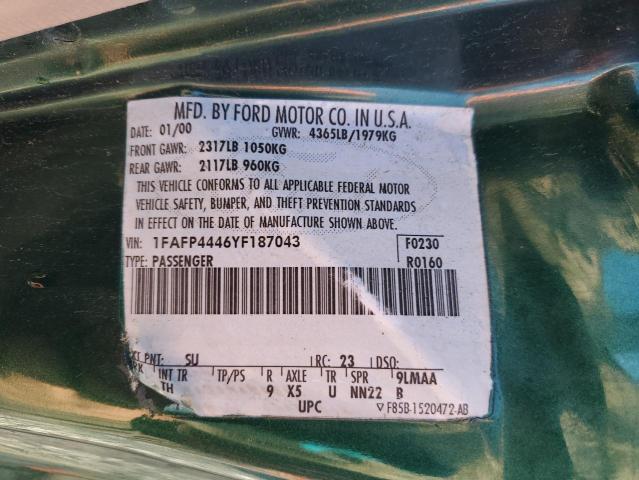 MFD. BY FORD MOTOR CO. IN U.S.A.
DATE: 01/00 GVWR: 4365LB/1979KG
FRONT GAWR: 2317LB 1050KG
REAR GAWR: 2117LB 960KG
THIS VEHICLE CONFORMS TO ALL APPLICABLE FEDERAL MOTOR
VEHICLE SAFETY, BUMPER, AND THEFT PREVENTION STANDARDS
IN EFFECT ON THE DATE OF MANUFACTURE SHOWN ABOVE.
VIN: 1FAFP4446YF187043 F0230
TYPE: PASSENGER R0160
PNT: SU RC: 23 DSO:
INT TR TP/PS R AXLE TR SPR 9LMAA
TH 9 X5 U NN22 B
UPC F85B-1520472-AB